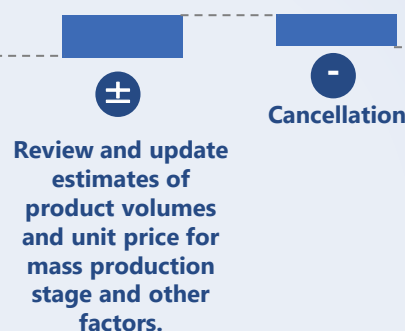 ±
-
Cancellation
Review and update
estimates of
product volumes
and unit price for
mass production
stage and other
factors.